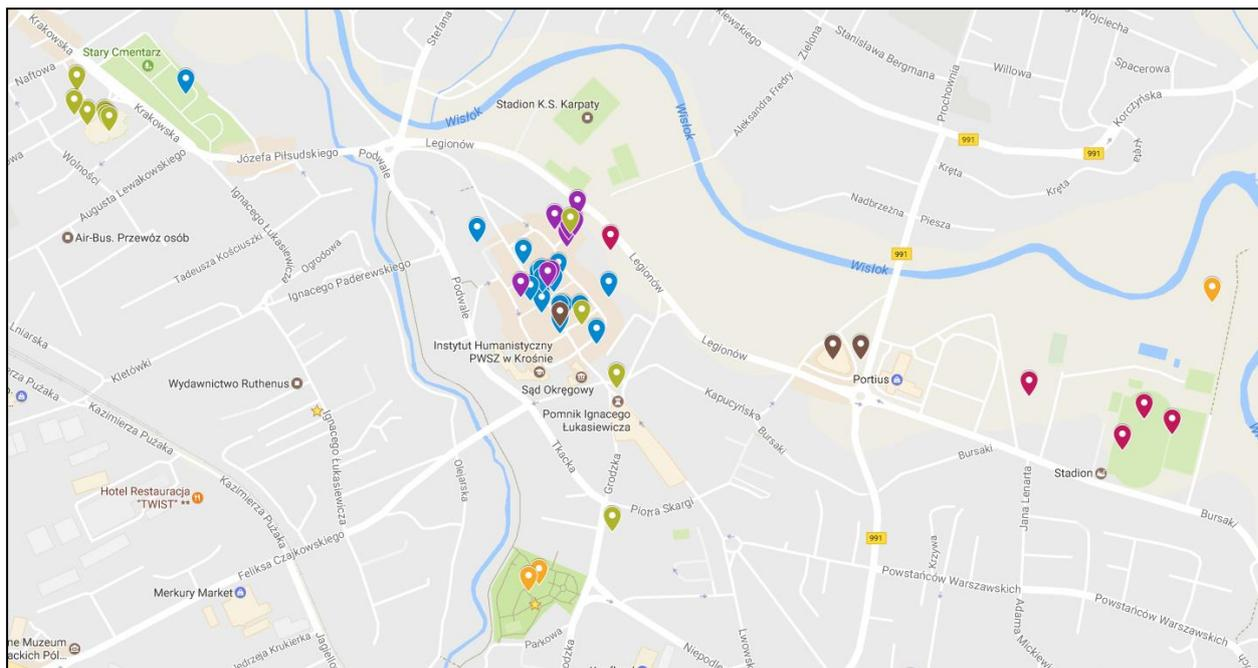 Krakowska
Stary Cmentarz
Naftowa
Krakowska
Wolności
Augusta Lewakowskiego
Józefa Piłsudskiego
Podwale
Stefana
Legionów
Wisłok
Stadion K.S. Karpaty
Wisłok
Aleksandra Fredry
Zielona
Stanisława Bergmana
Prochownia
Willowa
Spacerowa
Korczyńska
991
991
Kręta
Kręta
Kręta
Nadbrzeżna
Piesza
991
Wisłok
Air-Bus. Przewóz osób
Tadeusza Kościuszki
Ignacego Łukasiewicza
Ogrodowa
Ignacego Paderewskiego
Podwale
Legionów
Legionów
Lniarska
Kletówki
Wydawnictwo Ruthenus
Instytut Humanistyczny
PWSZ w Krośnie
Sąd Okręgowy
Pomnik Ignacego
Łukasiewicza
Kapucyńska
Bursaki
Portius
Bursaki
Stadion
Bursaki
Jana Lenarta
Kazimierza Pużaka
Kazimierza Pużaka
Ignacego Łukasiewicza
Olejarska
Tkacka
Grodzka
Piotra Skargi
Hotel Restauracja
"TWIST" **
Feliksa Czajkowskiego
Merkury Market
991
Krzywa
Powstańców Warszawskich
Powstańców Warszawskich
Parkowa
Lwowska